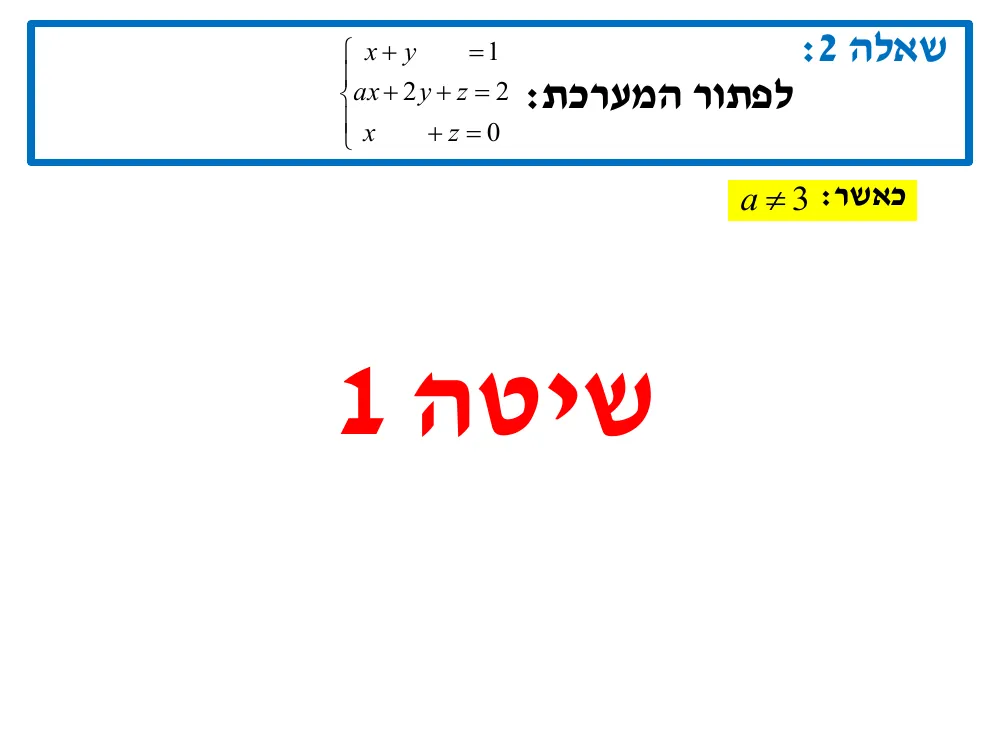 שאלה 2:
לפתור המערכת:
x + y = 1
ax + 2y + z = 2
x + z = 0
כאשר: a ≠ 3
שיטה 1